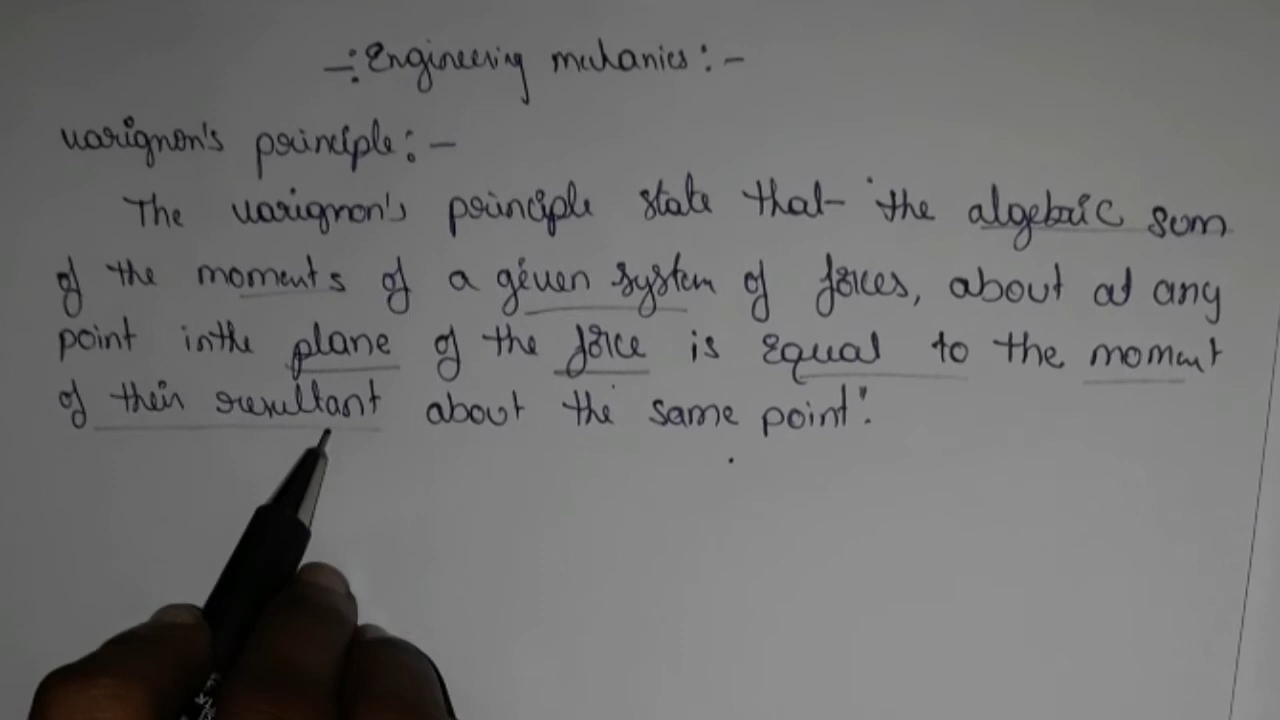 -: Engineering mechanics :-
varignon's principle :-
The varignon's principle state that "the algebraic sum
of the moments of a given system of forces, about at any
point in the plane of the force is equal to the moment
of their resultant about the same point".